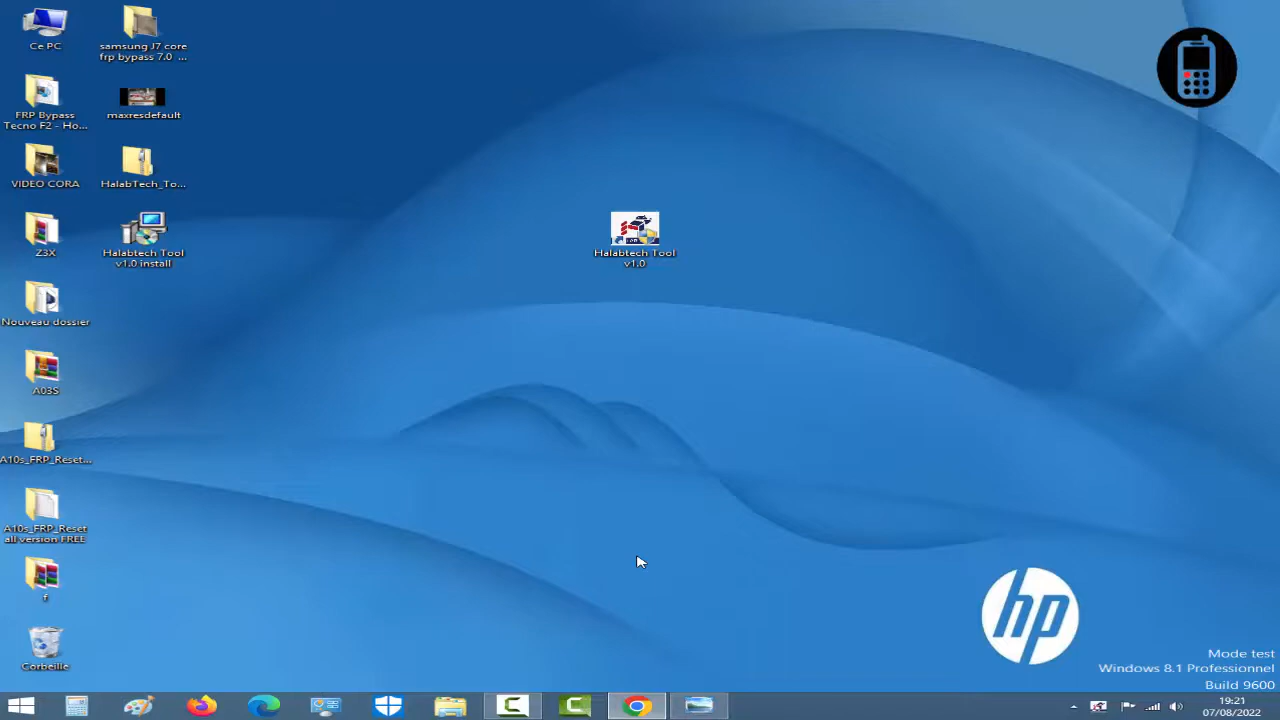 Ce PC
samsung J7 core
frp bypass 7.0 ...
FRP Bypass
Tecno F2 - Ho...
maxresdefault
VIDEO CORA
HalabTech_To...
Z3X
Halabtech Tool
v1.0 install
Halabtech Tool
v1.0
Nouveau dossier
A03S
A10s_FRP_Reset...
A10s_FRP_Reset
all version FREE
f
Corbeille
hp
Mode test
Windows 8.1 Professionnel
Build 9600
19:21
07/08/2022